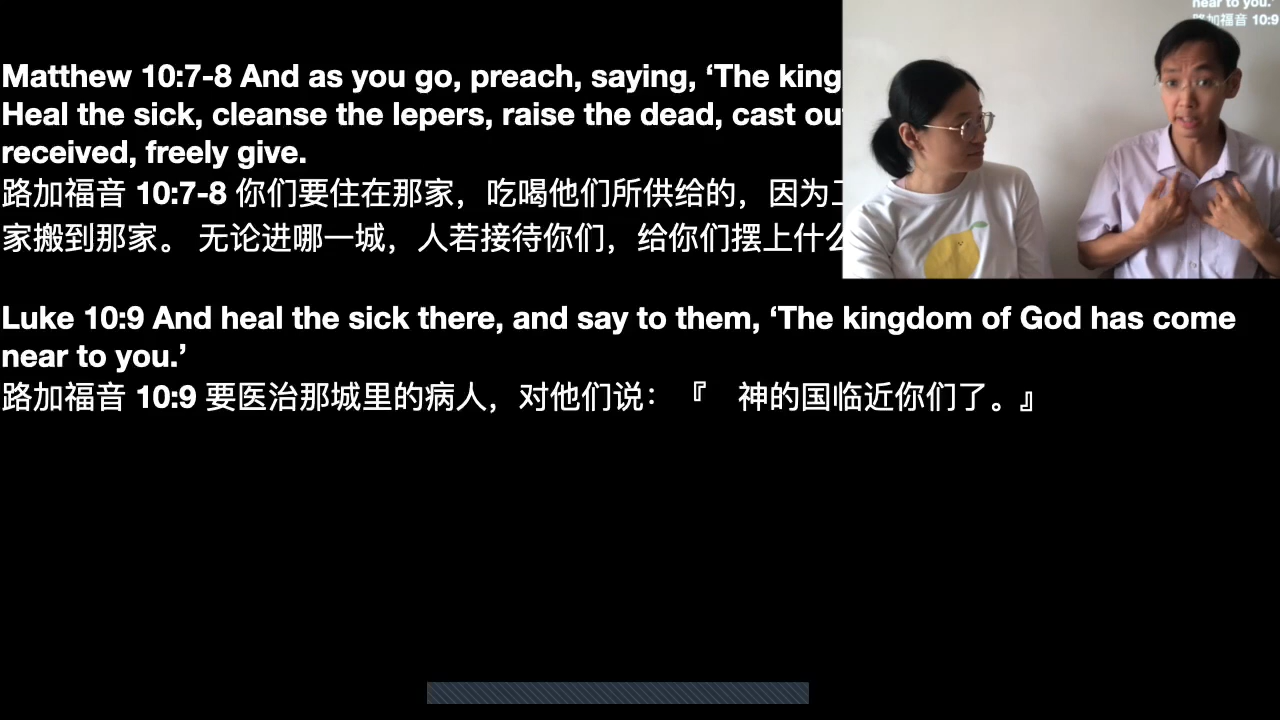 Matthew 10:7-8 And as you go, preach, saying, ‘The king
Heal the sick, cleanse the lepers, raise the dead, cast ou
received, freely give.
路加福音 10:7-8 你们要住在那家，吃喝他们所供给的，因为
家搬到那家。 无论进哪一城，人若接待你们，给你们摆上什么
Luke 10:9 And heal the sick there, and say to them, ‘The kingdom of God has come
near to you.’
路加福音 10:9 要医治那城里的病人，对他们说：『　神的国临近你们了。』
near to you.’
路加福音 10:9